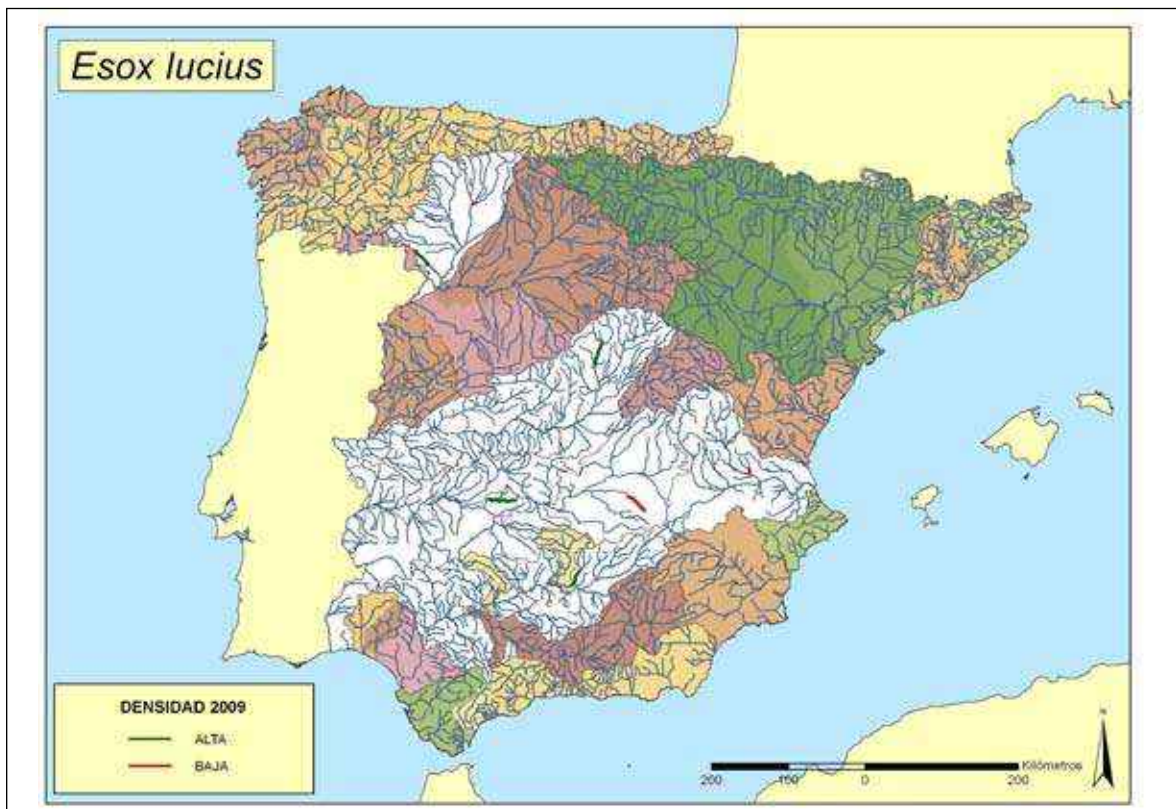 Esox lucius
DENSIDAD 2009
ALTA
BAJA
200 100 0 200
Kilómetros
N